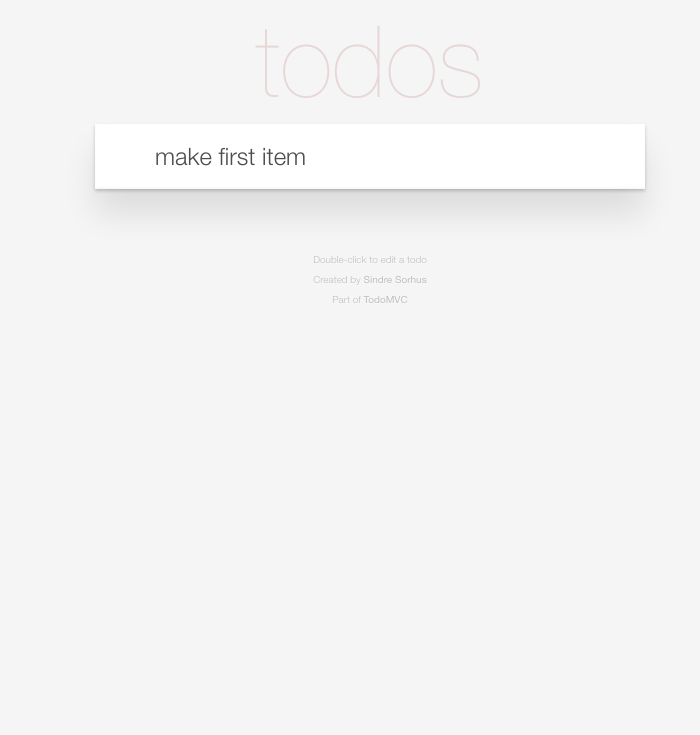 todos
make first item
Double-click to edit a todo
Created by Sindre Sorhus
Part of TodoMVC